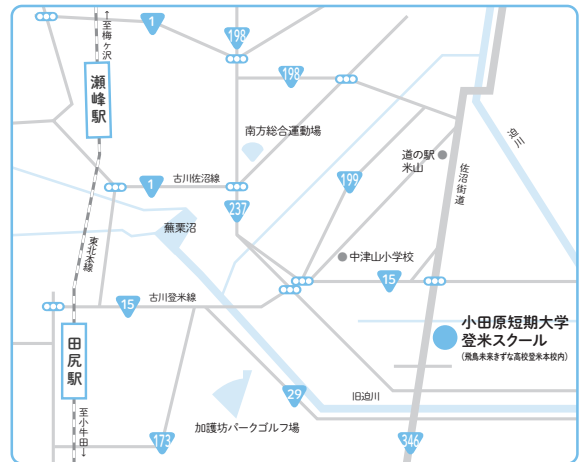 ↑至梅ケ沢
1
198
瀬峰駅
198
南方総合運動場
道の駅
米山
迫川
佐沼街道
199
1
古川佐沼線
237
蕪栗沼
東北本線
中津山小学校
15
15
古川登米線
小田原短期大学
登米スクール
(飛鳥未来きずな高校登米本校内)
田尻駅
29
旧迫川
至小牛田↓
加護坊パークゴルフ場
173
346